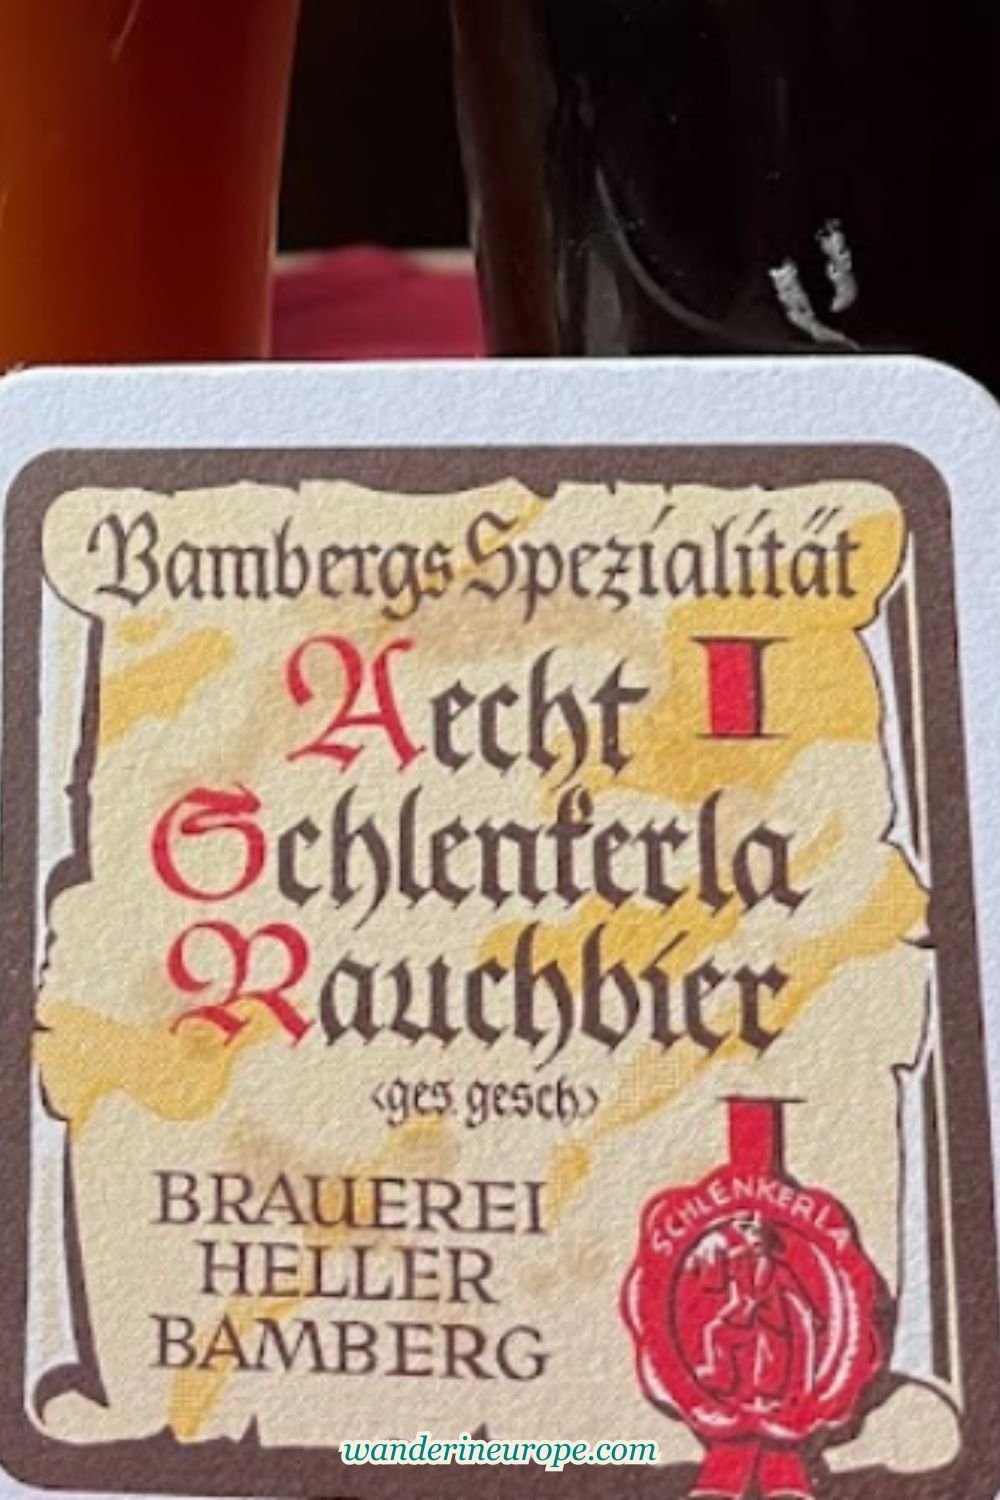 Bambergs Spezialität
Aecht
Schlenkerla
Rauchbier
‹ges. gesch›
BRAUEREI
HELLER
BAMBERG
SCHLENKERLA
wanderineurope.com